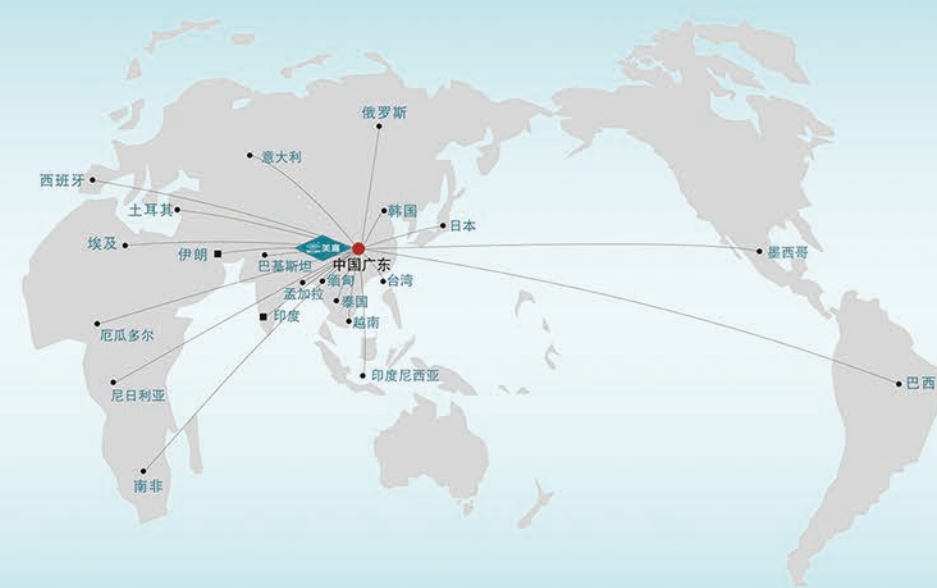 俄罗斯
意大利
西班牙
土耳其
韩国
日本
埃及
伊朗
美嘉
墨西哥
巴基斯坦
中国广东
孟加拉
缅甸
台湾
泰国
印度
越南
厄瓜多尔
印度尼西亚
巴西
尼日利亚
南非